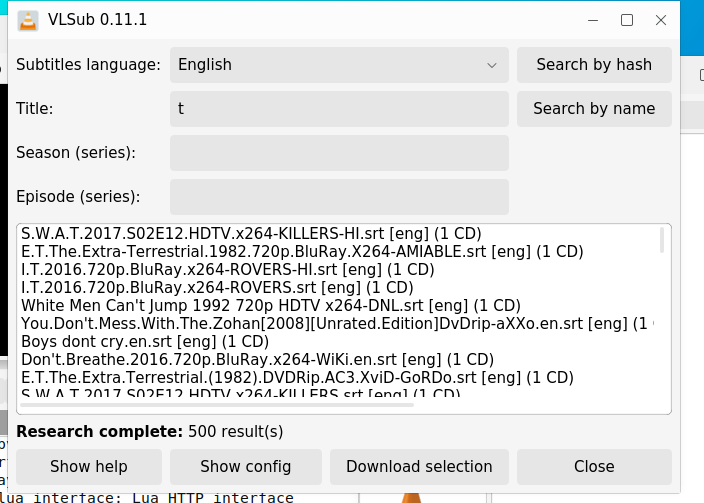 VLSub 0.11.1
Subtitles language: English Search by hash
Title: t Search by name
Season (series):
Episode (series):
S.W.A.T.2017.S02E12.HDTV.x264-KILLERS-HI.srt [eng] (1 CD)
E.T.The.Extra-Terrestrial.1982.720p.BluRay.X264-AMIABLE.srt [eng] (1 CD)
I.T.2016.720p.BluRay.x264-ROVERS-HI.srt [eng] (1 CD)
I.T.2016.720p.BluRay.x264-ROVERS.srt [eng] (1 CD)
White Men Can't Jump 1992 720p HDTV x264-DNL.srt [eng] (1 CD)
You.Don't.Mess.With.The.Zohan[2008][Unrated.Edition]DvDrip-aXXo.en.srt [eng] (1
Boys dont cry.en.srt [eng] (1 CD)
Don't.Breathe.2016.720p.BluRay.x264-WiKi.en.srt [eng] (1 CD)
E.T.The.Extra.Terrestrial.(1982).DVDRip.AC3.XviD-GoRDo.srt [eng] (1 CD)
S.W.A.T.2017.S02E12.HDTV.x264-KILLERS.srt [eng] (1 CD)
Research complete: 500 result(s)
Show help Show config Download selection Close
lua interface: Lua HTTP interface